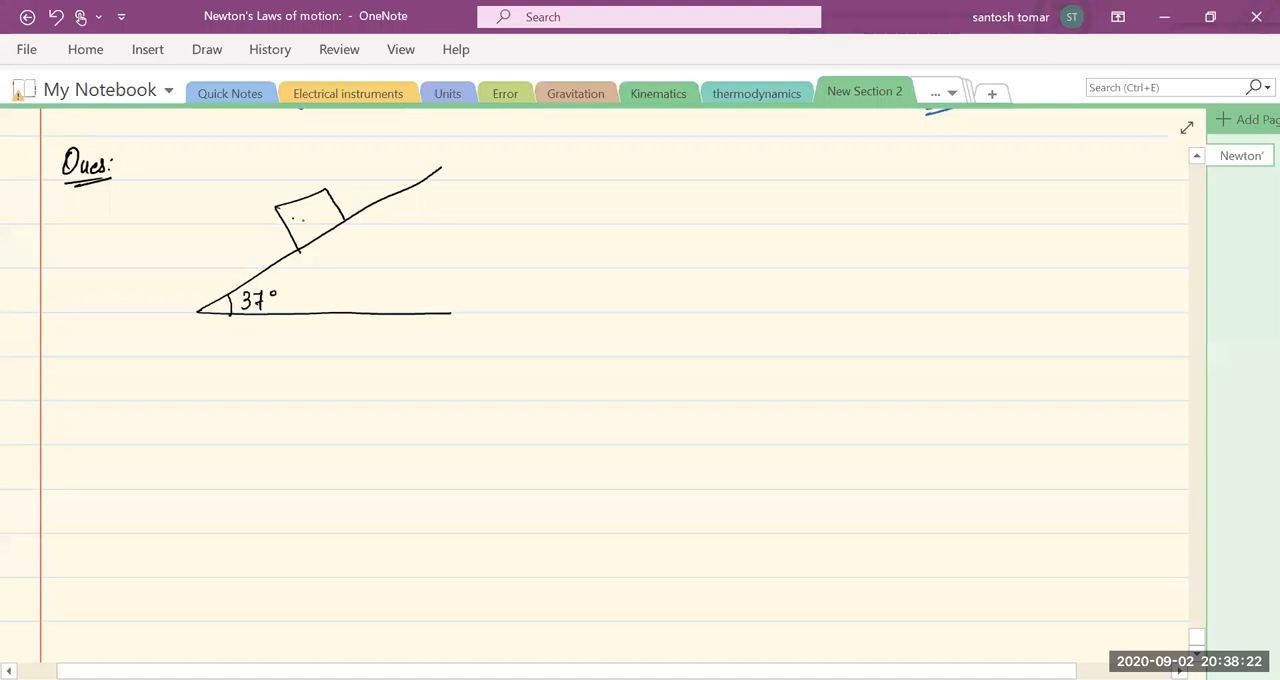 Newton's Laws of motion: - OneNote
Search
santosh tomar
ST
File
Home
Insert
Draw
History
Review
View
Help
My Notebook
Quick Notes
Electrical instruments
Units
Error
Gravitation
Kinematics
thermodynamics
New Section 2
...
Search (Ctrl+E)
Add Pag
Newton'
Ques:
37°
2020-09-02 20:38:22